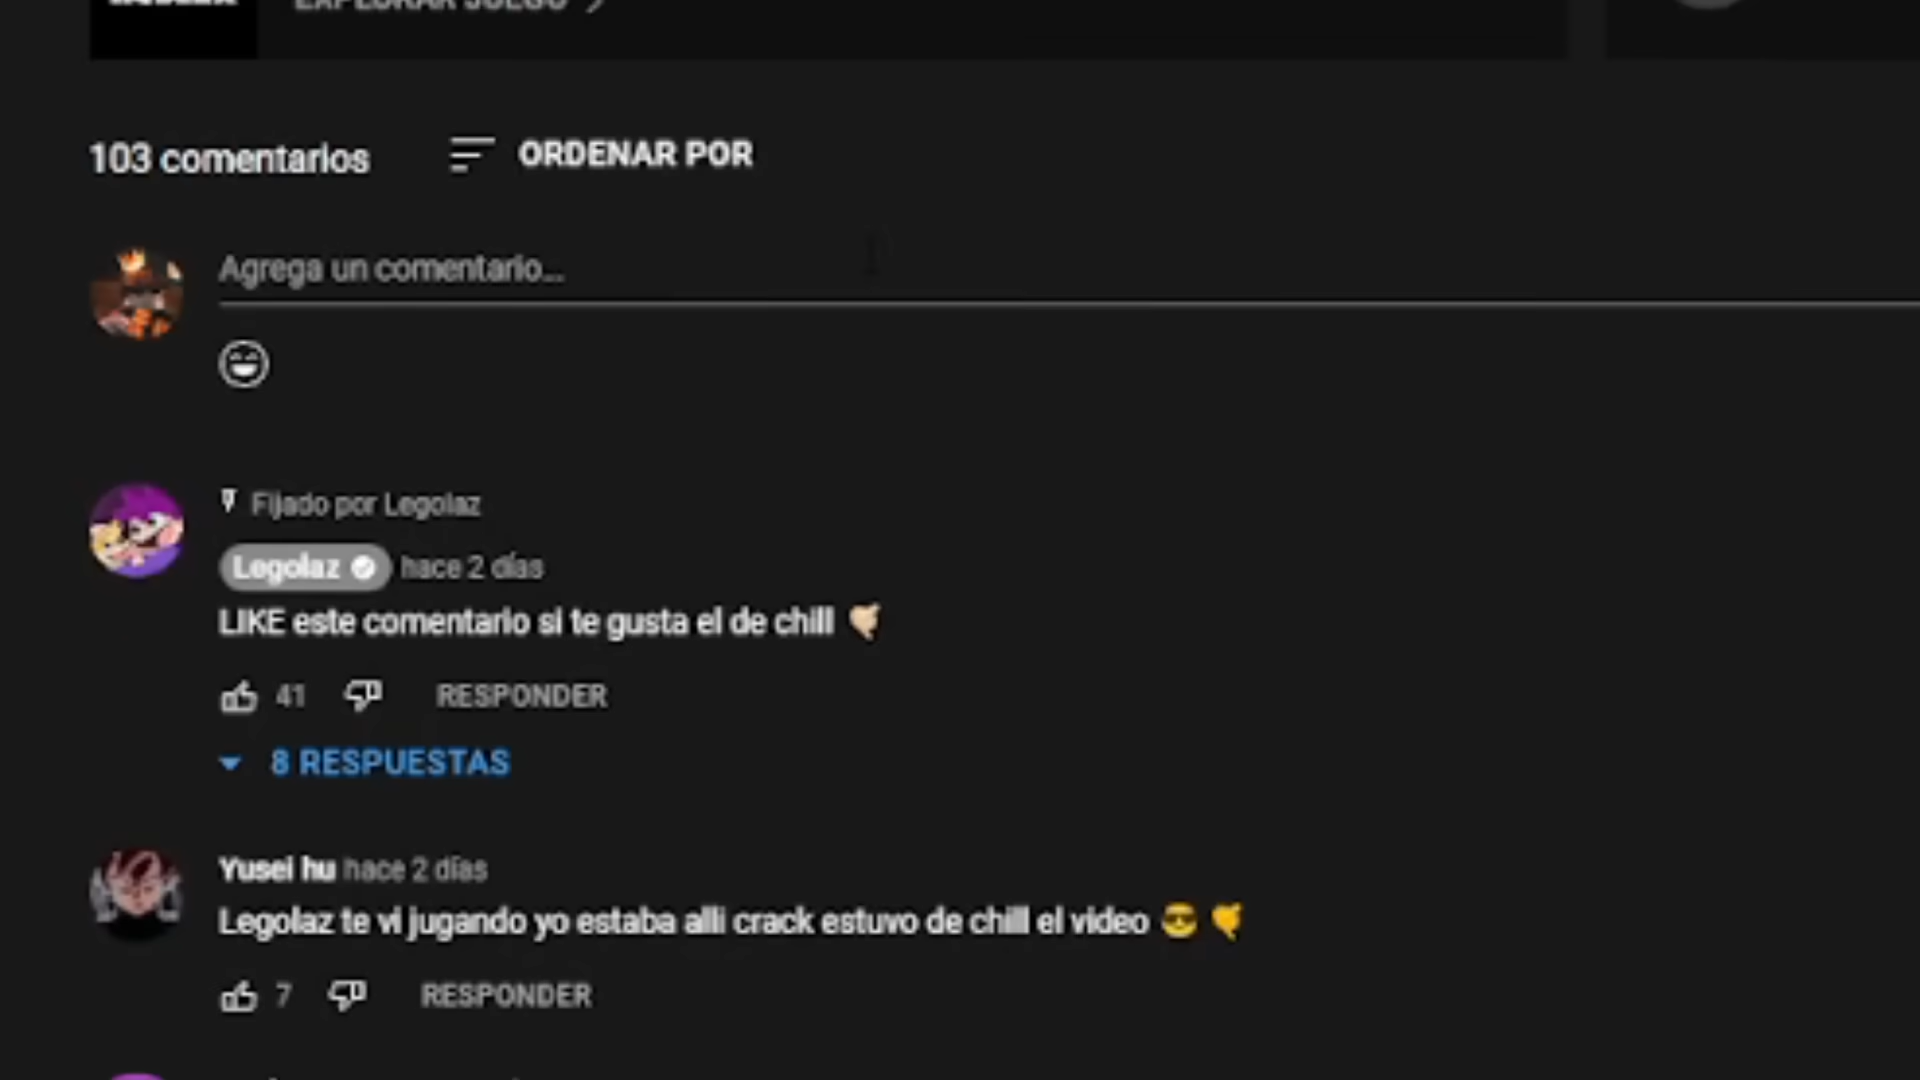 EXPLORAR JUEGO
103 comentarios
ORDENAR POR
Agrega un comentario...
Fijado por Legolaz
Legolaz hace 2 días
LIKE este comentario si te gusta el de chill 🤙🏻
41 RESPONDER
8 RESPUESTAS
Yusei hu hace 2 días
Legolaz te vi jugando yo estaba alli crack estuvo de chill el video 😎 🤙
7 RESPONDER